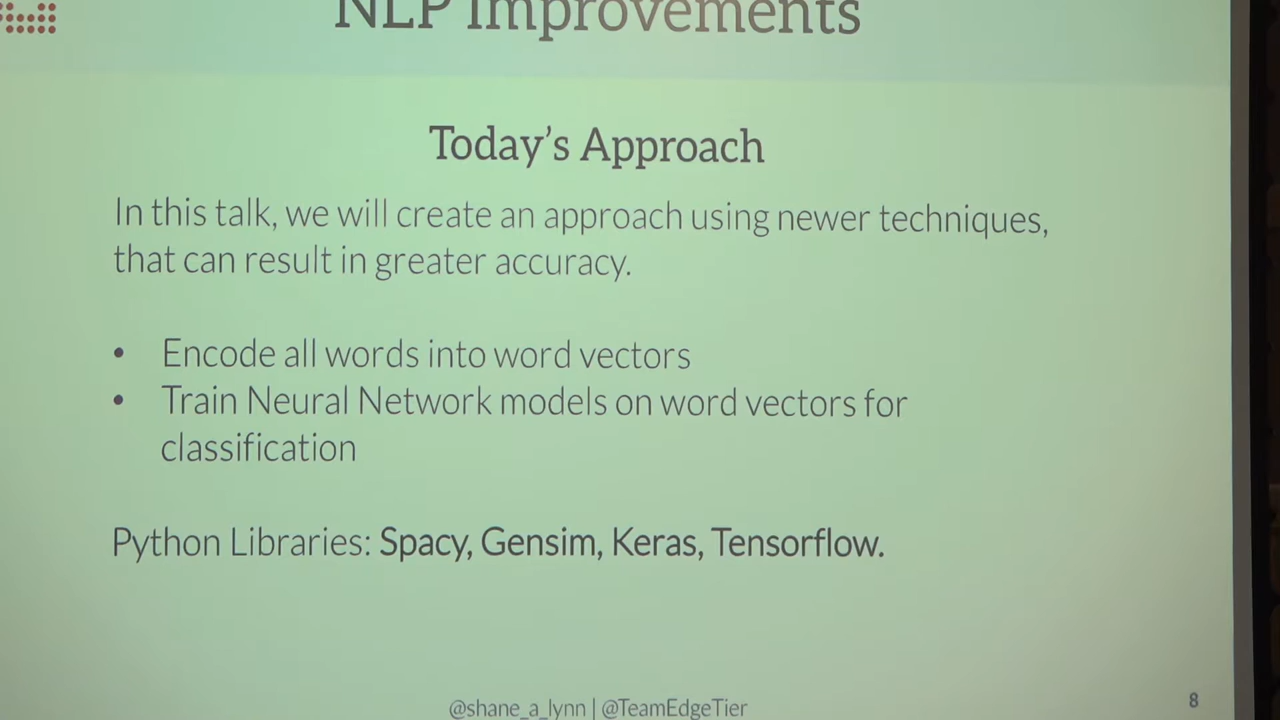 NLP Improvements
Today's Approach
In this talk, we will create an approach using newer techniques,
that can result in greater accuracy.
• Encode all words into word vectors
• Train Neural Network models on word vectors for
classification
Python Libraries: Spacy, Gensim, Keras, Tensorflow.
@shane_a_lynn | @TeamEdgeTier
8